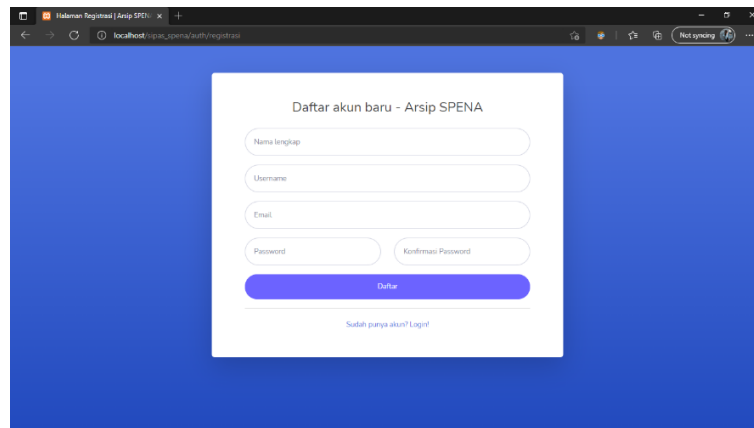 Halaman Registrasi | Arsip SPEN
localhost/sipas_spena/auth/registrasi
Not syncing
Daftar akun baru - Arsip SPENA
Nama lengkap
Username
Email
Password
Konfirmasi Password
Daftar
Sudah punya akun? Login!